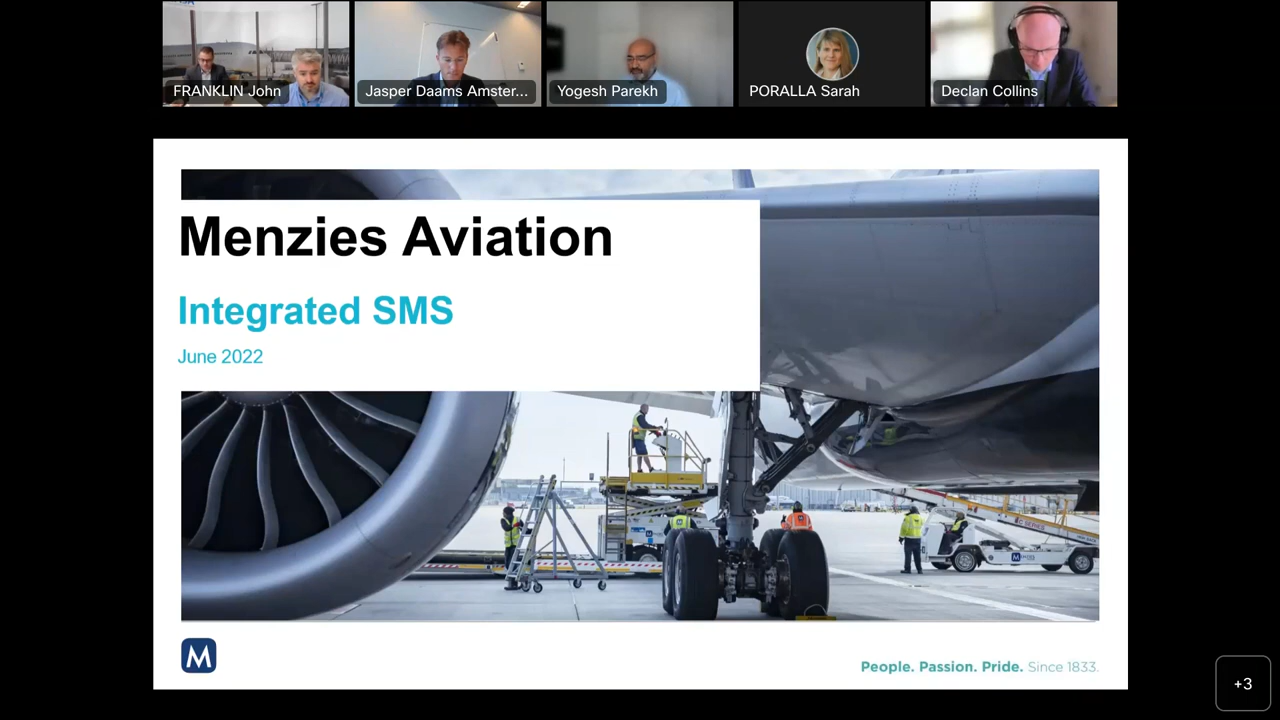 FRANKLIN John
Jasper Daams Amster...
Yogesh Parekh
PORALLA Sarah
Declan Collins
Menzies Aviation
Integrated SMS
June 2022
M
People. Passion. Pride. Since 1833.
+3